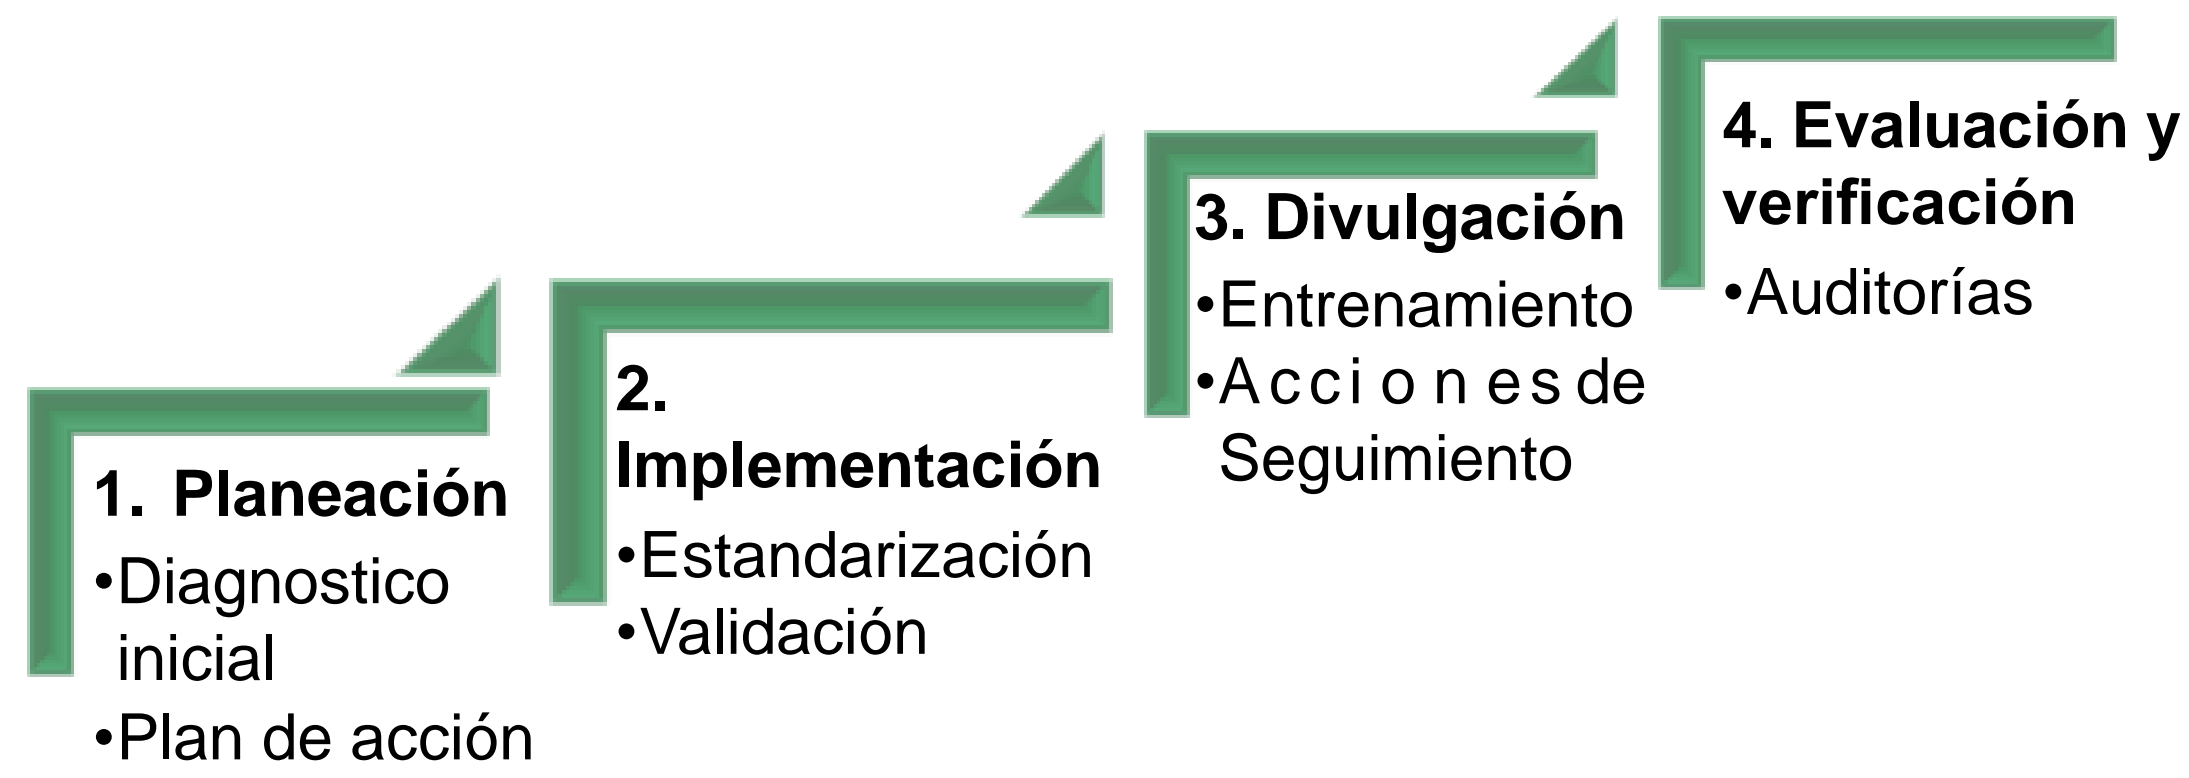 1. Planeación
•Diagnostico
inicial
•Plan de acción
2.
Implementación
•Estandarización
•Validación
3. Divulgación
•Entrenamiento
•Acciones de
Seguimiento
4. Evaluación y
verificación
•Auditorías